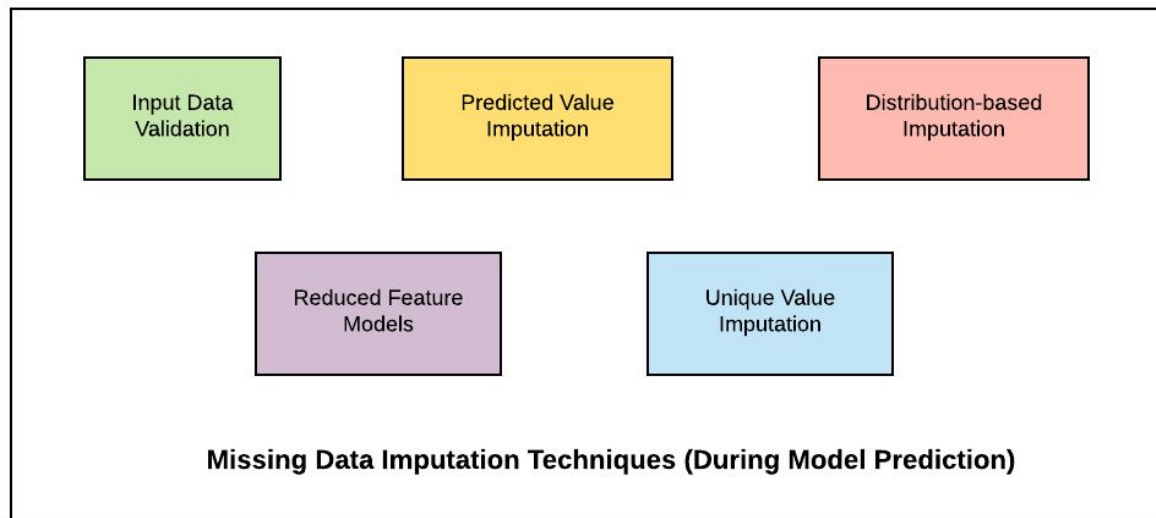 Input Data
Validation
Predicted Value
Imputation
Distribution-based
Imputation
Reduced Feature
Models
Unique Value
Imputation
Missing Data Imputation Techniques (During Model Prediction)